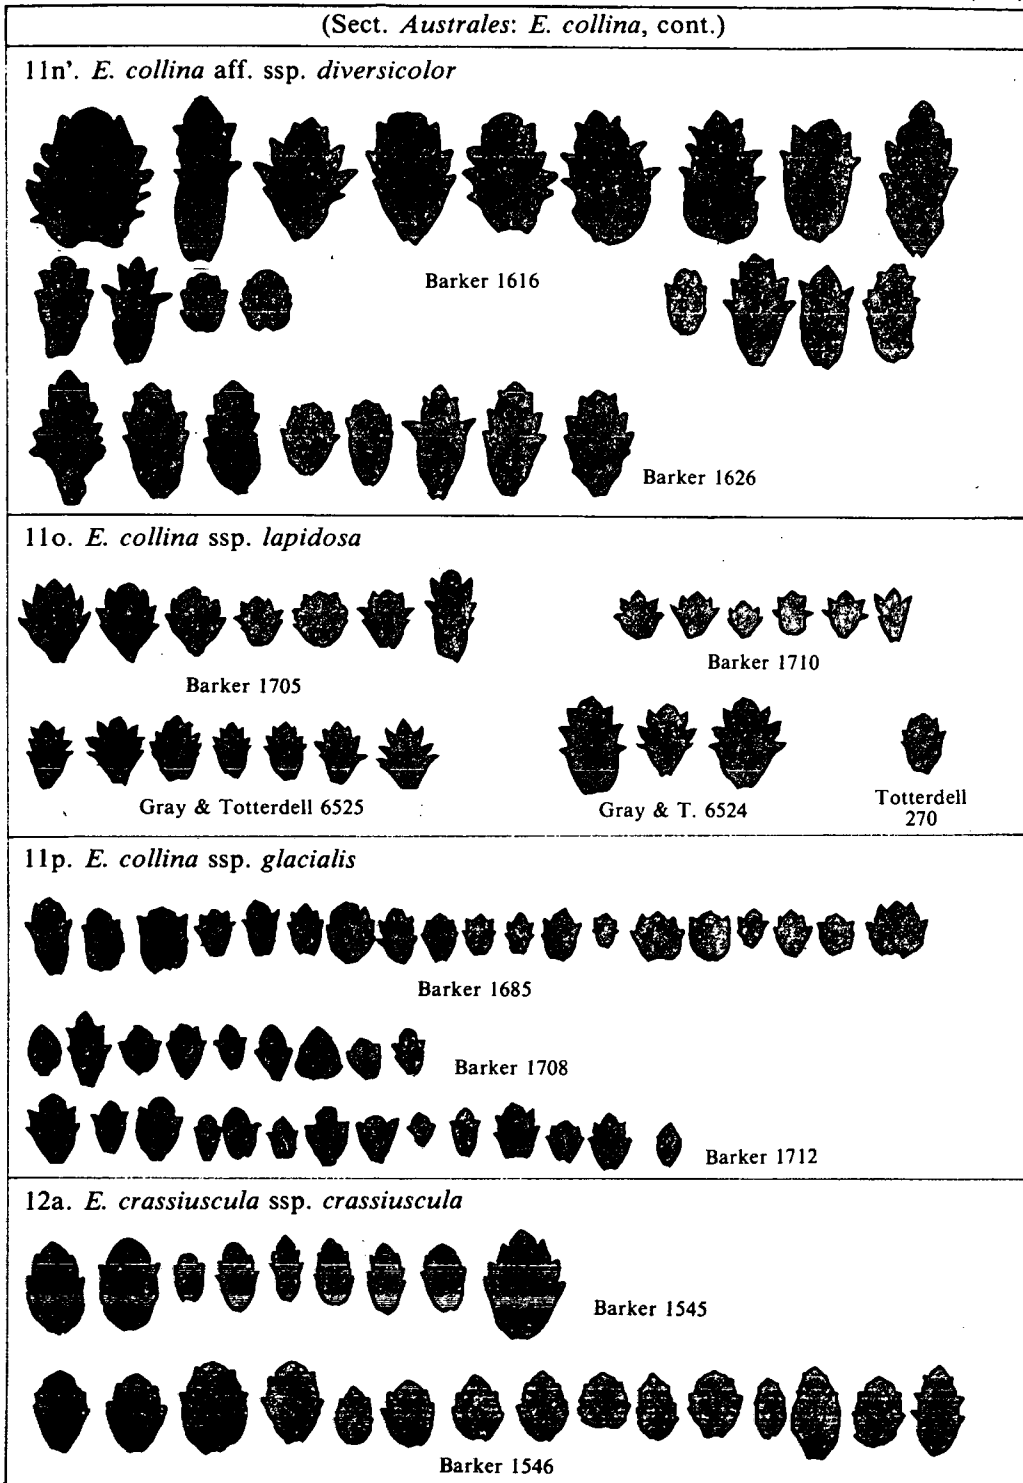 (Sect. Australes: E. collina, cont.)
11n'. E. collina aff. ssp. diversicolor
Barker 1616
Barker 1626
11o. E. collina ssp. lapidosa
Barker 1705
Barker 1710
Gray & Totterdell 6525
Gray & T. 6524
Totterdell
270
11p. E. collina ssp. glacialis
Barker 1685
Barker 1708
Barker 1712
12a. E. crassiuscula ssp. crassiuscula
Barker 1545
Barker 1546